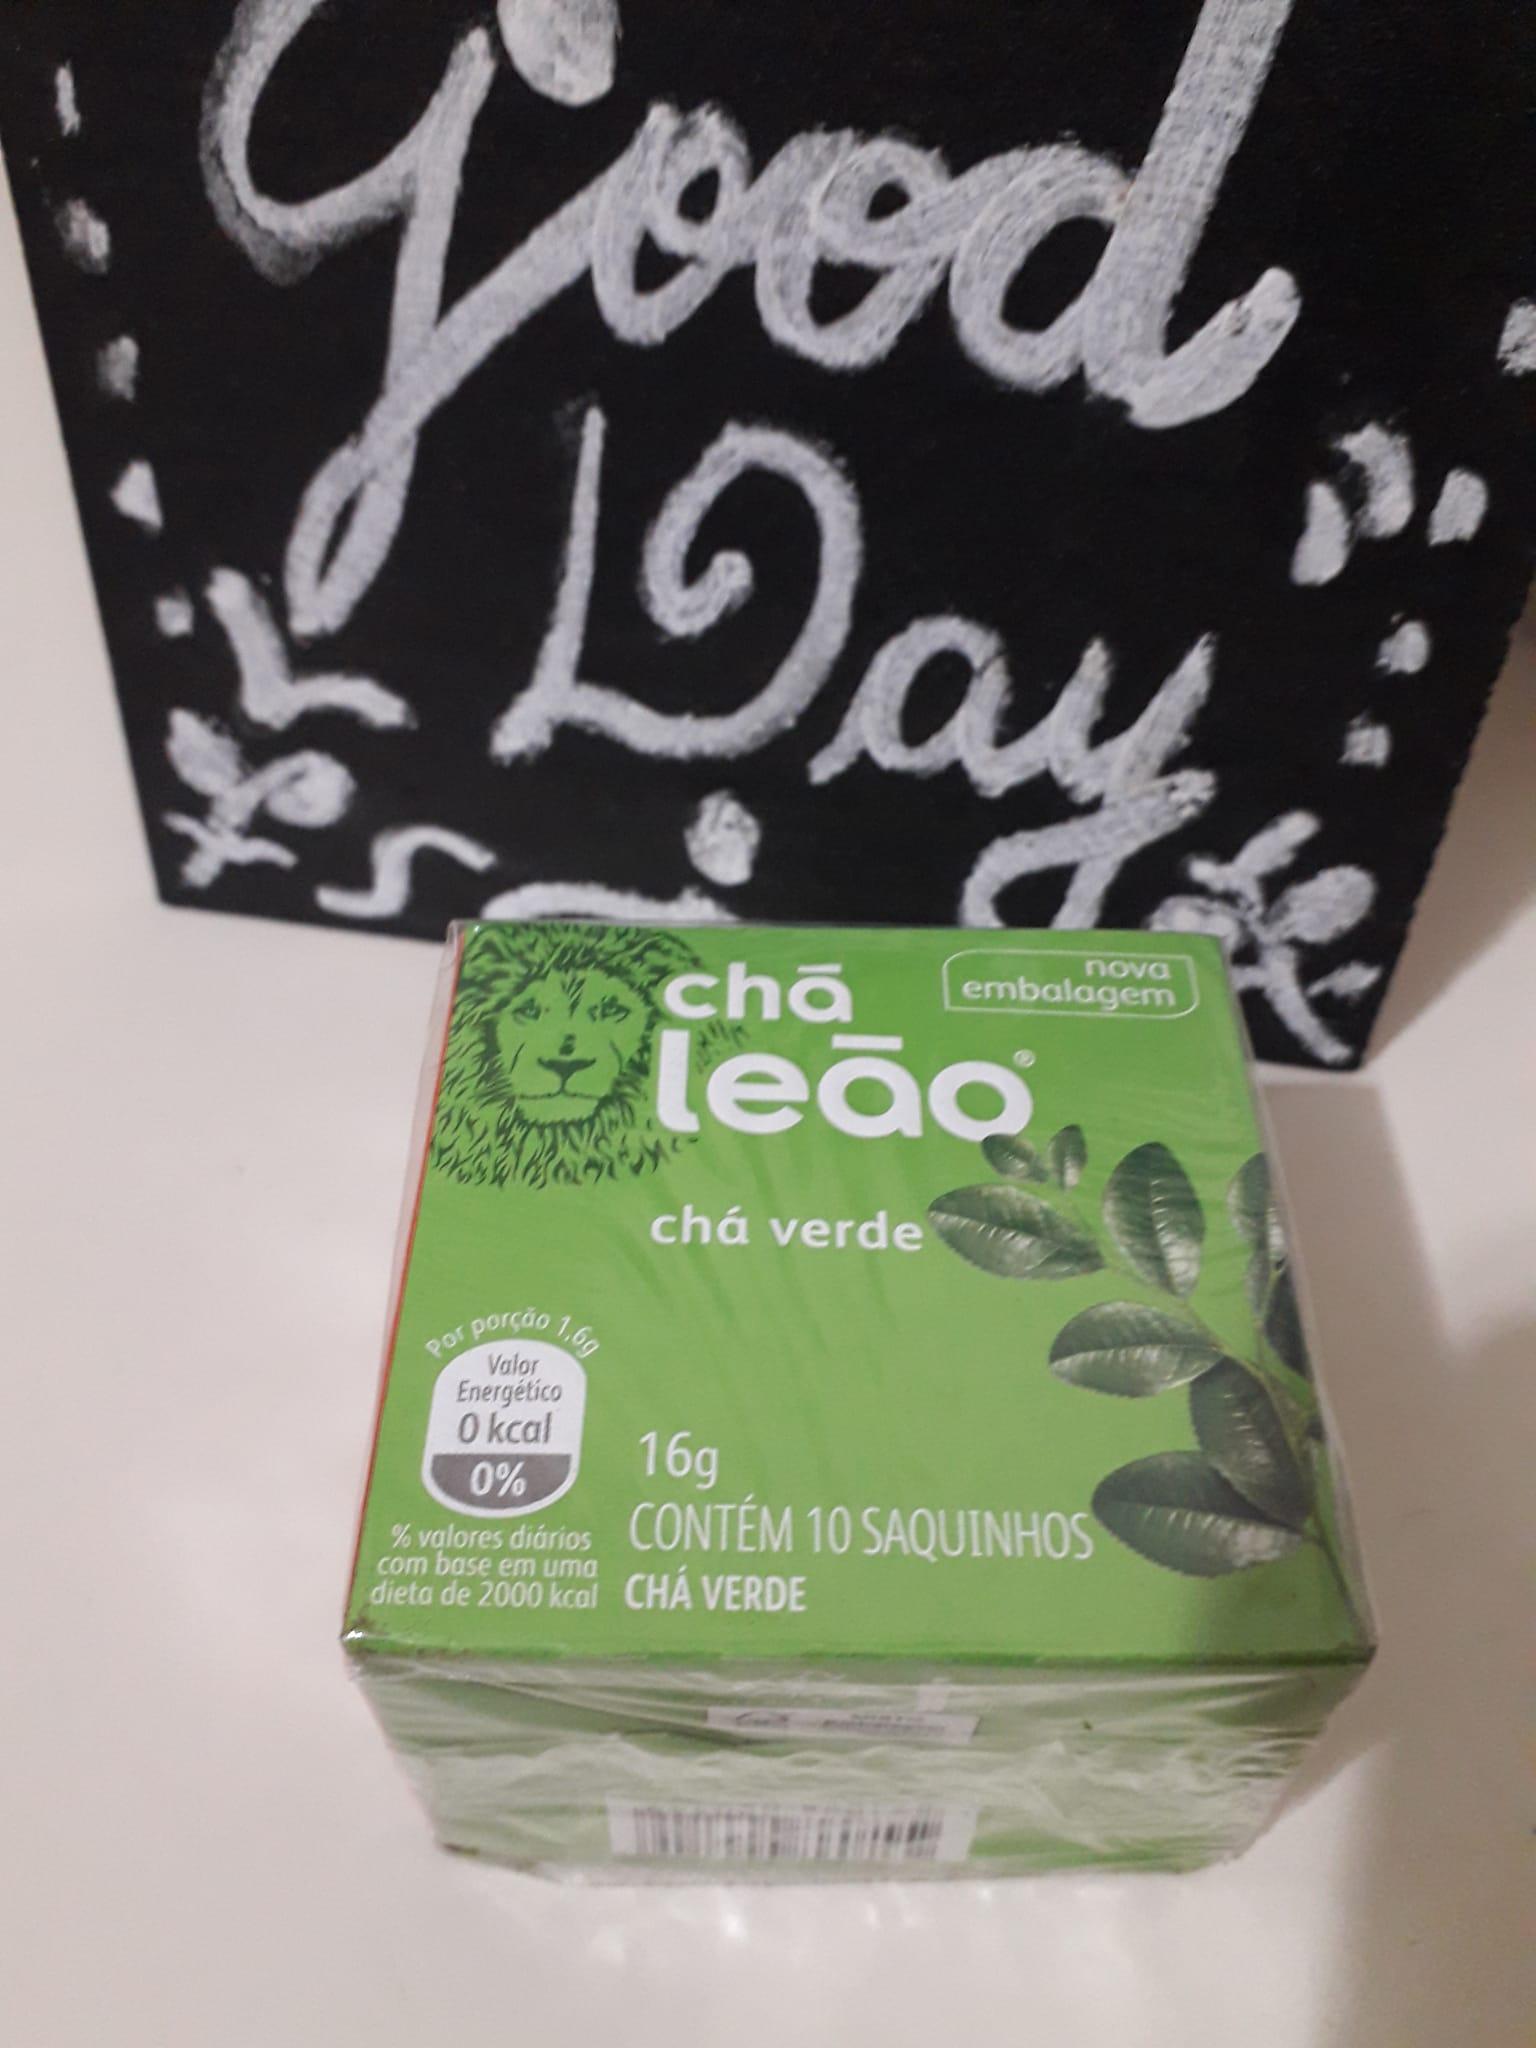 Good
Day
chá
leão®
nova
embalagem
chá verde
Por porção 1,6g
Valor
Energético
0 kcal
0%
% valores diários
com base em uma
dieta de 2000 kcal
16g
CONTÉM 10 SAQUINHOS
CHÁ VERDE